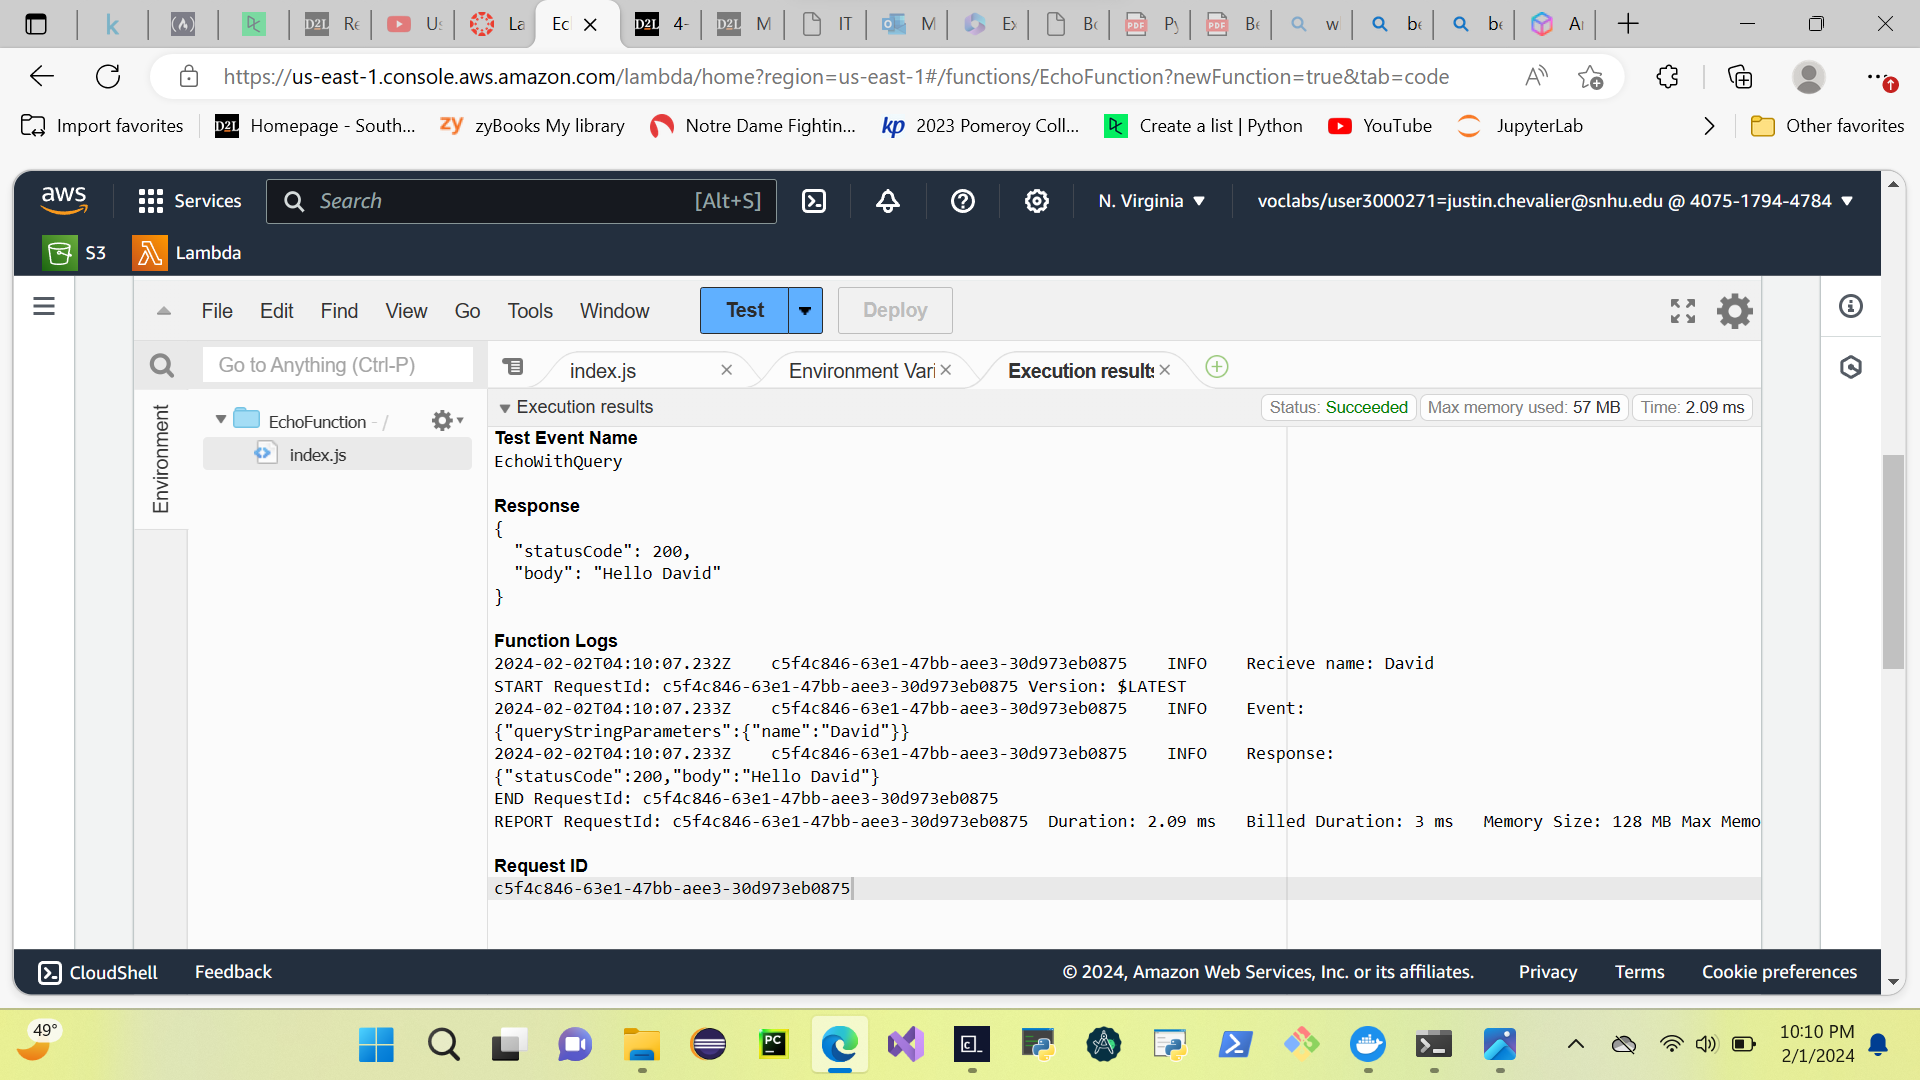 k
(A)
Re
Us
La
Ech
4-
M
IT
M
Ex
Bo
Py
Be
w
be
be
A
https://us-east-1.console.aws.amazon.com/lambda/home?region=us-east-1#/functions/EchoFunction?newFunction=true&tab=code
Import favorites
D2L Homepage - South...
zy zyBooks My library
Notre Dame Fightin...
kp 2023 Pomeroy Coll...
Create a list | Python
YouTube
JupyterLab
Other favorites
aws
Services
Search [Alt+S]
N. Virginia
voclabs/user3000271=justin.chevalier@snhu.edu @ 4075-1794-4784
S3
Lambda
File Edit Find View Go Tools Window
Test
Deploy
Go to Anything (Ctrl-P)
index.js
Environment Vari
Execution results
Environment
EchoFunction - /
index.js
Execution results
Status: Succeeded
Max memory used: 57 MB
Time: 2.09 ms
Test Event Name
EchoWithQuery
Response
{
"statusCode": 200,
"body": "Hello David"
}
Function Logs
2024-02-02T04:10:07.232Z c5f4c846-63e1-47bb-aee3-30d973eb0875 INFO Recieve name: David
START RequestId: c5f4c846-63e1-47bb-aee3-30d973eb0875 Version: $LATEST
2024-02-02T04:10:07.233Z c5f4c846-63e1-47bb-aee3-30d973eb0875 INFO Event:
{"queryStringParameters":{"name":"David"}}
2024-02-02T04:10:07.233Z c5f4c846-63e1-47bb-aee3-30d973eb0875 INFO Response:
{"statusCode":200,"body":"Hello David"}
END RequestId: c5f4c846-63e1-47bb-aee3-30d973eb0875
REPORT RequestId: c5f4c846-63e1-47bb-aee3-30d973eb0875 Duration: 2.09 ms Billed Duration: 3 ms Memory Size: 128 MB Max Memo
Request ID
c5f4c846-63e1-47bb-aee3-30d973eb0875
CloudShell
Feedback
© 2024, Amazon Web Services, Inc. or its affiliates.
Privacy
Terms
Cookie preferences
49°
10:10 PM
2/1/2024